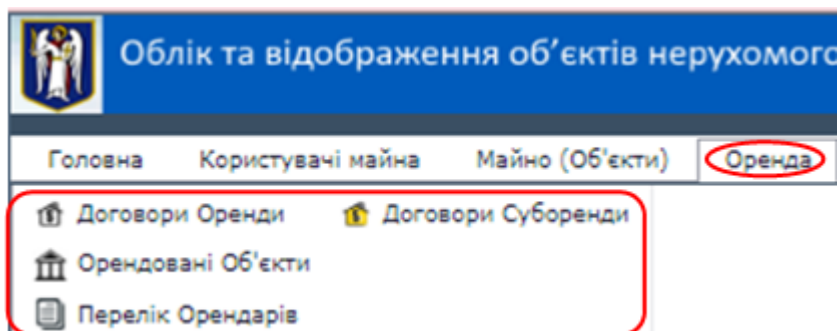 Облік та відображення об’єктів нерухомого
Головна Користувачі майна Майно (Об'єкти) Оренда
Договори Оренди Договори Суборенди
Орендовані Об'єкти
Перелік Орендарів